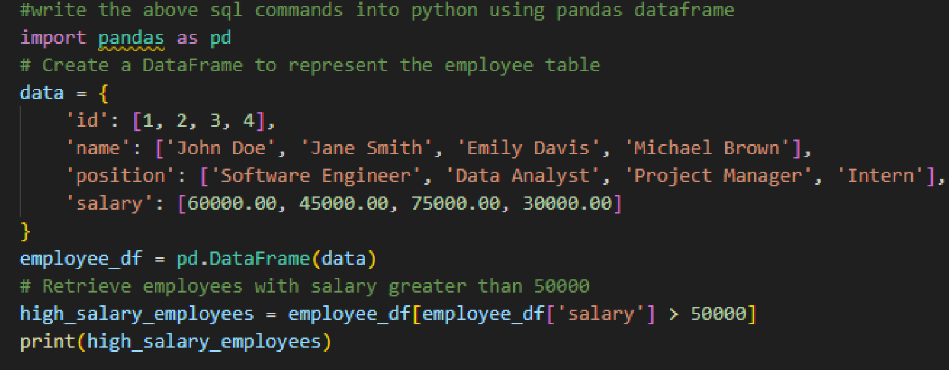 #write the above sql commands into python using pandas dataframe
import pandas as pd
# Create a DataFrame to represent the employee table
data = {
    'id': [1, 2, 3, 4],
    'name': ['John Doe', 'Jane Smith', 'Emily Davis', 'Michael Brown'],
    'position': ['Software Engineer', 'Data Analyst', 'Project Manager', 'Intern'],
    'salary': [60000.00, 45000.00, 75000.00, 30000.00]
}
employee_df = pd.DataFrame(data)
# Retrieve employees with salary greater than 50000
high_salary_employees = employee_df[employee_df['salary'] > 50000]
print(high_salary_employees)